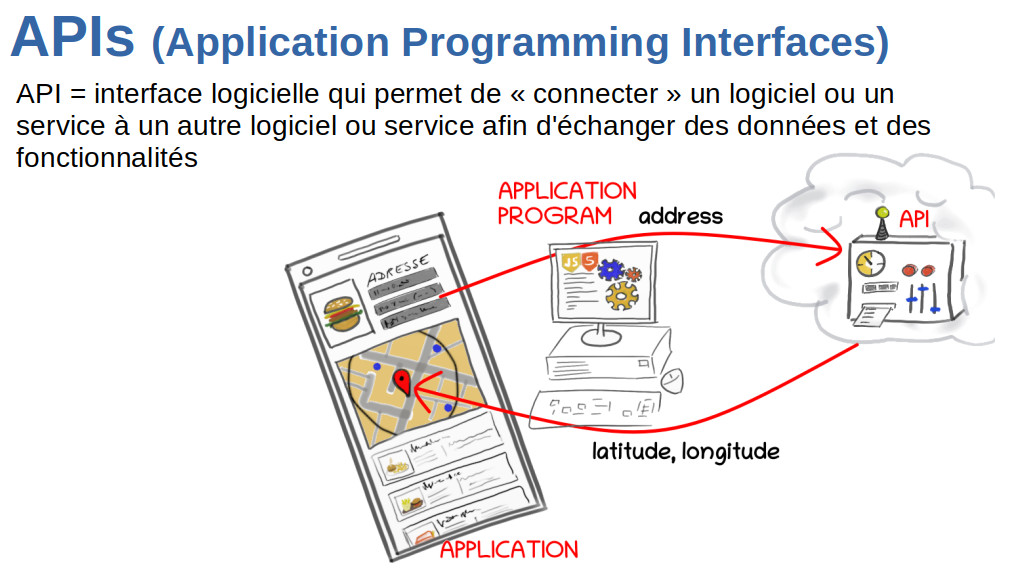 APIs (Application Programming Interfaces)
API = interface logicielle qui permet de « connecter » un logiciel ou un
service à un autre logiciel ou service afin d'échanger des données et des
fonctionnalités
APPLICATION
PROGRAM
address
API
ADRESSE
JS 5
latitude, longitude
APPLICATION